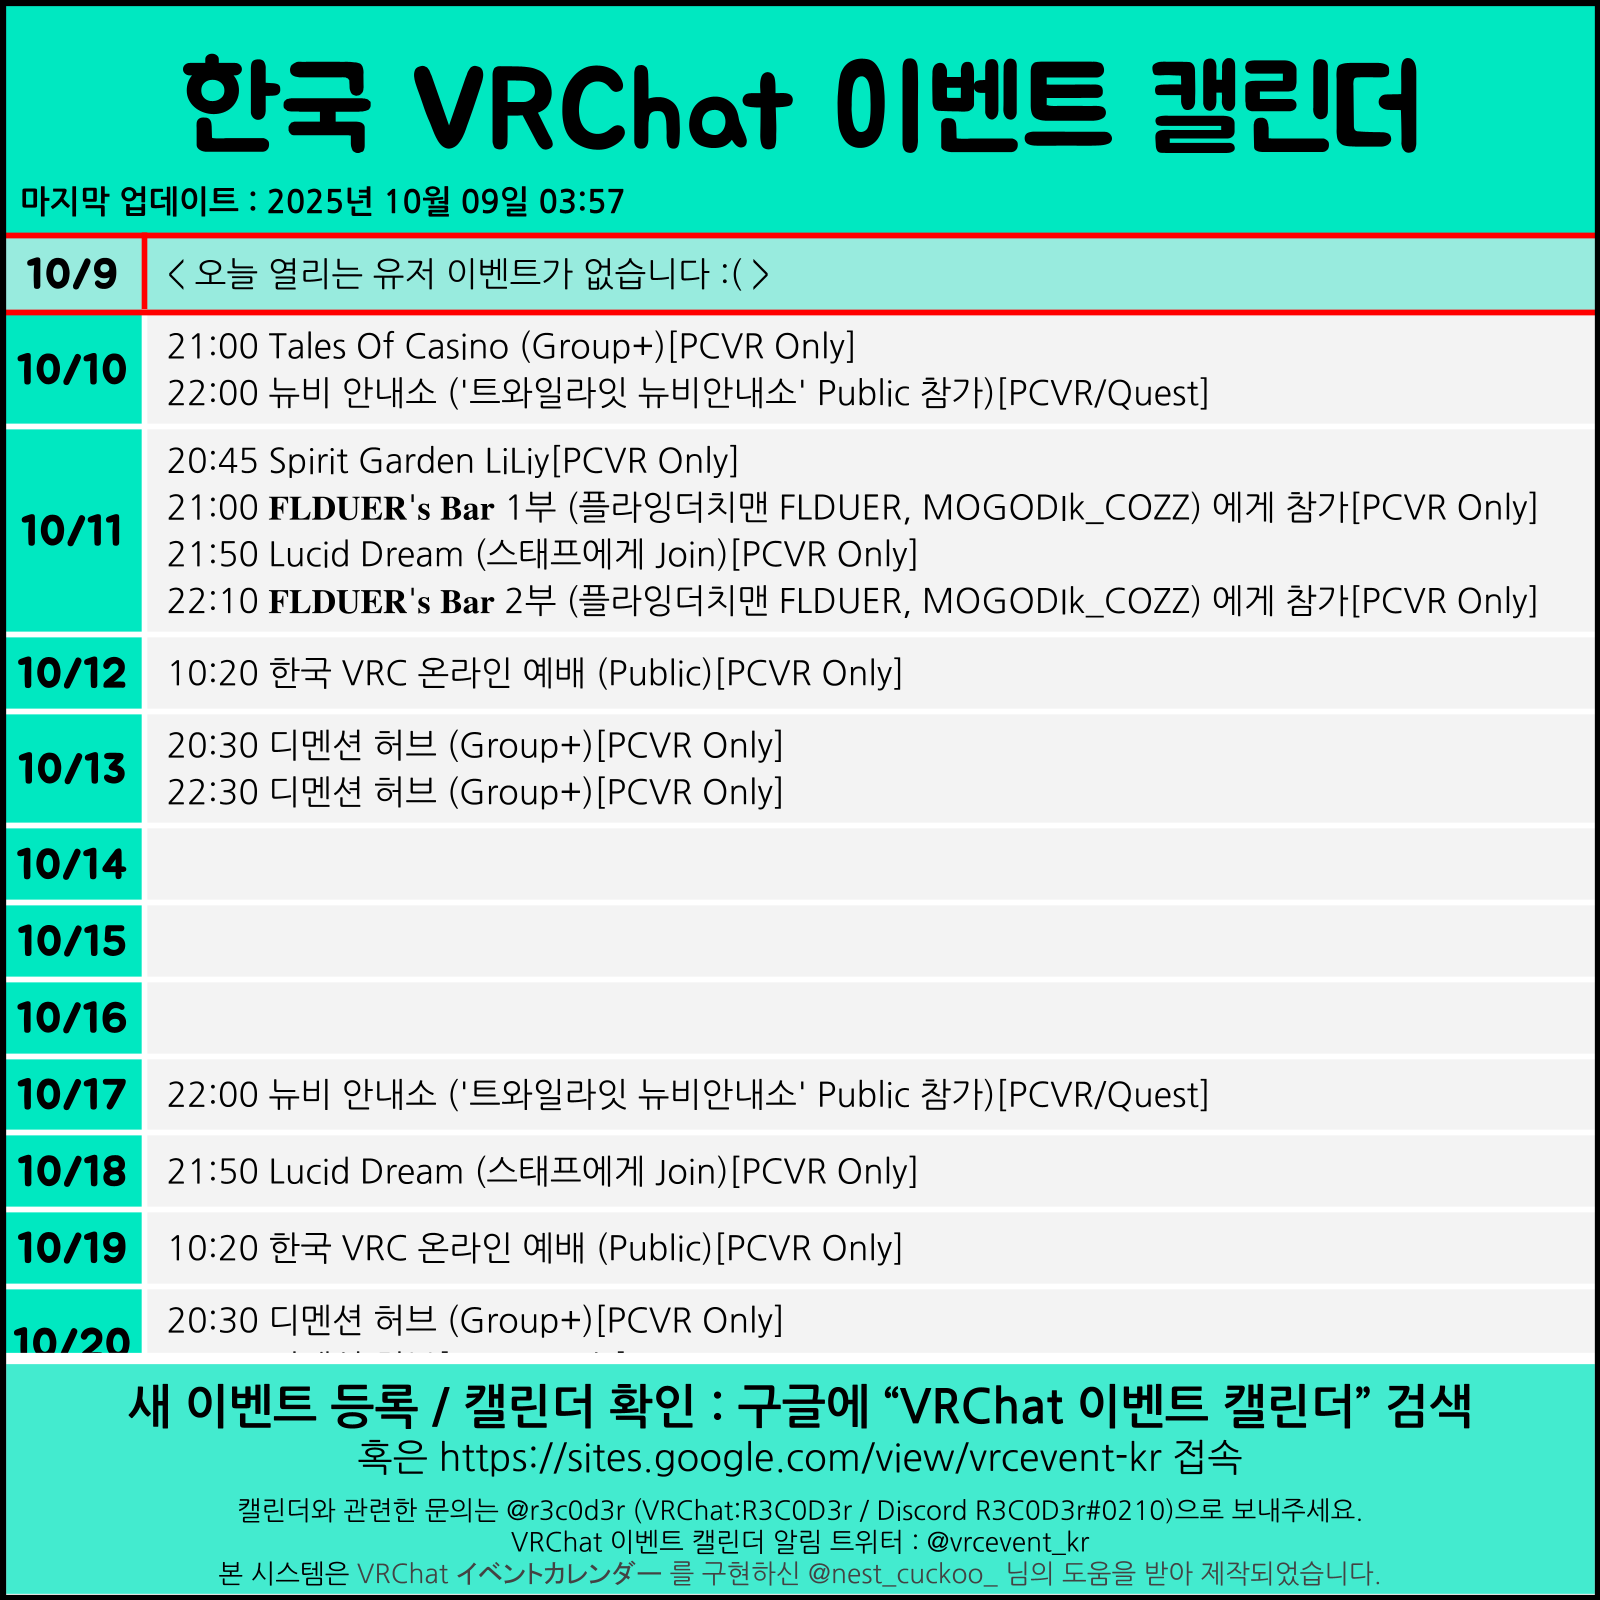 한국 VRChat 이벤트 캘린더
마지막 업데이트 : 2025년 10월 09일 03:57
10/9
< 오늘 열리는 유저 이벤트가 없습니다 :( >
10/10
21:00 Tales Of Casino (Group+)[PCVR Only]
22:00 뉴비 안내소 ('트와일라잇 뉴비안내소' Public 참가)[PCVR/Quest]
10/11
20:45 Spirit Garden LiLiy[PCVR Only]
21:00 FLDUER's Bar 1부 (플라잉더치맨 FLDUER, MOGODIk_COZZ) 에게 참가[PCVR Only]
21:50 Lucid Dream (스태프에게 Join)[PCVR Only]
22:10 FLDUER's Bar 2부 (플라잉더치맨 FLDUER, MOGODIk_COZZ) 에게 참가[PCVR Only]
10/12
10:20 한국 VRC 온라인 예배 (Public)[PCVR Only]
10/13
20:30 디멘션 허브 (Group+)[PCVR Only]
22:30 디멘션 허브 (Group+)[PCVR Only]
10/14
10/15
10/16
10/17
22:00 뉴비 안내소 ('트와일라잇 뉴비안내소' Public 참가)[PCVR/Quest]
10/18
21:50 Lucid Dream (스태프에게 Join)[PCVR Only]
10/19
10:20 한국 VRC 온라인 예배 (Public)[PCVR Only]
10/20
20:30 디멘션 허브 (Group+)[PCVR Only]
새 이벤트 등록 / 캘린더 확인 : 구글에 “VRChat 이벤트 캘린더” 검색
혹은 https://sites.google.com/view/vrcevent-kr 접속
캘린더와 관련한 문의는 @r3c0d3r (VRChat:R3C0D3r / Discord R3C0D3r#0210)으로 보내주세요.
VRChat 이벤트 캘린더 알림 트위터 : @vrcevent_kr
본 시스템은 VRChat イベントカレンダー 를 구현하신 @nest_cuckoo_ 님의 도움을 받아 제작되었습니다.